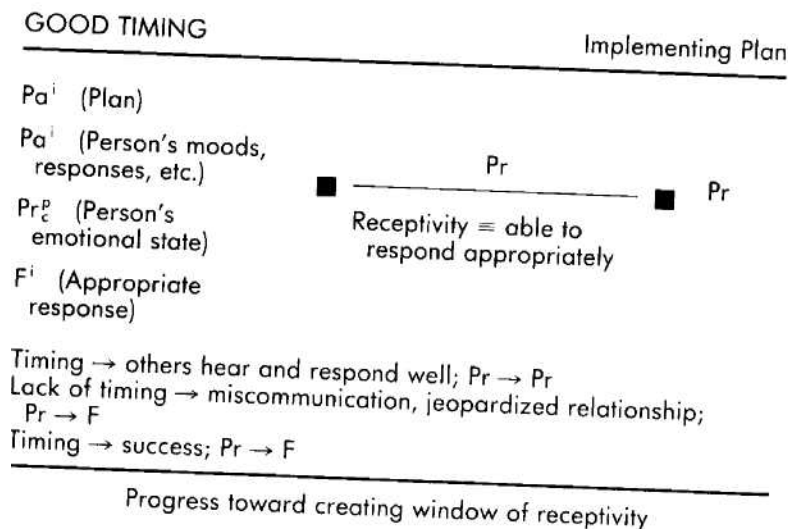 GOOD TIMING
Implementing Plan
Paⁱ (Plan)
Paⁱ (Person's moods,
responses, etc.)
Pr
Pr
Pr꜀ᵖ (Person's
emotional state)
Receptivity ≡ able to
respond appropriately
Fⁱ (Appropriate
response)
Timing → others hear and respond well; Pr → Pr
Lack of timing → miscommunication, jeopardized relationship;
Pr → F
Timing → success; Pr → F
Progress toward creating window of receptivity